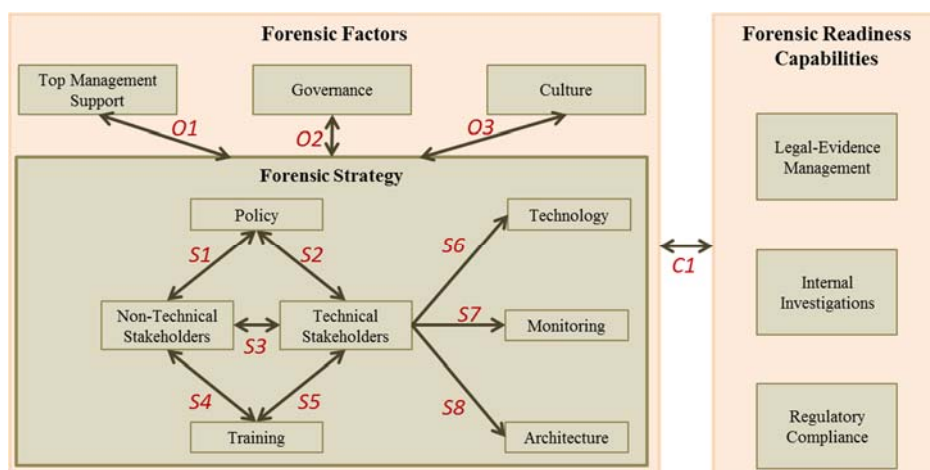 Forensic Factors
Top Management
Support
Governance
Culture
O1
O2
O3
Forensic Strategy
Policy
S1
S2
Non-Technical
Stakeholders
S3
Technical
Stakeholders
S4
S5
Training
S6
Technology
S7
Monitoring
S8
Architecture
C1
Forensic Readiness
Capabilities
Legal-Evidence
Management
Internal
Investigations
Regulatory
Compliance